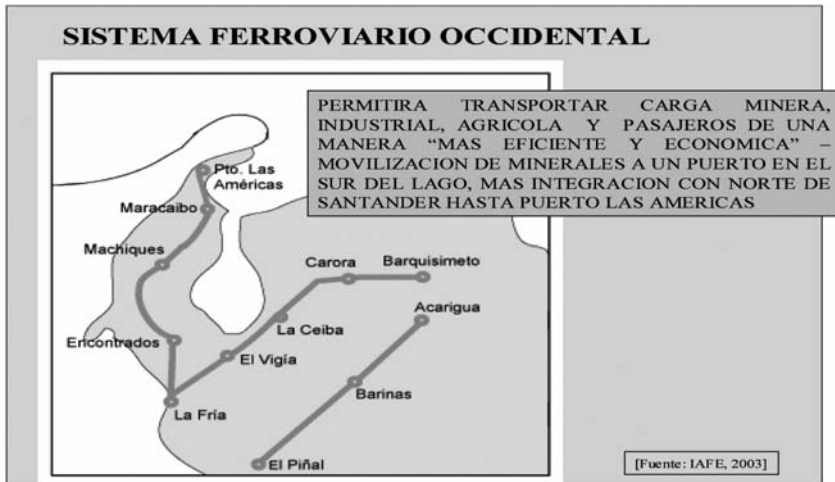 SISTEMA FERROVIARIO OCCIDENTAL
PERMITIRA TRANSPORTAR CARGA MINERA,
INDUSTRIAL, AGRICOLA Y PASAJEROS DE UNA
MANERA “MAS EFICIENTE Y ECONOMICA” –
MOVILIZACION DE MINERALES A UN PUERTO EN EL
SUR DEL LAGO, MAS INTEGRACION CON NORTE DE
SANTANDER HASTA PUERTO LAS AMERICAS
Pto. Las
Américas
Maracaibo
Machiques
Carora
Barquisimeto
Acarigua
La Ceiba
Encontrados
El Vigía
Barinas
La Fría
El Piñal
[Fuente: IAFE, 2003]